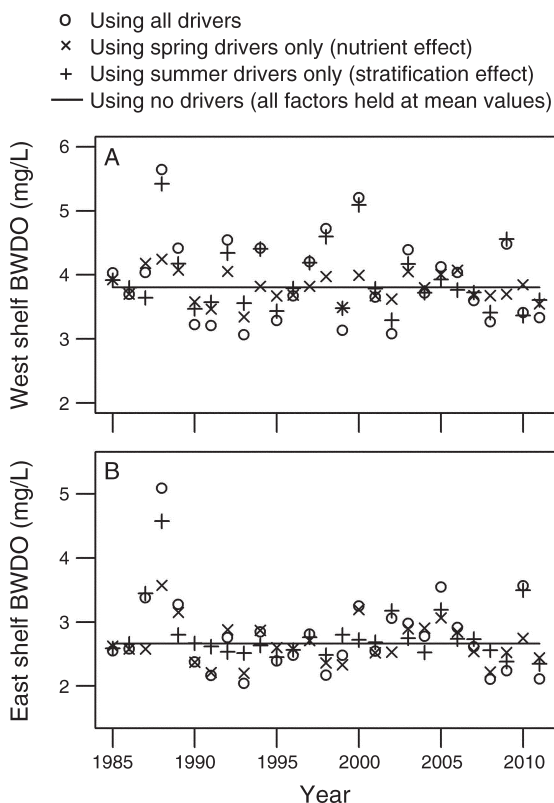 o Using all drivers
× Using spring drivers only (nutrient effect)
+ Using summer drivers only (stratification effect)
Using no drivers (all factors held at mean values)
A
West shelf BWDO (mg/L)
6
5
4
3
2
B
East shelf BWDO (mg/L)
5
4
3
2
1985 1990 1995 2000 2005 2010
Year